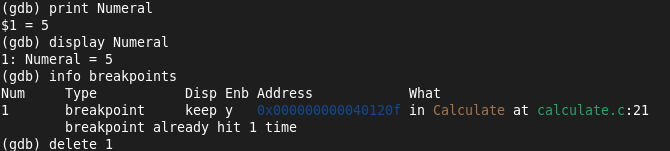 (gdb) print Numeral
$1 = 5
(gdb) display Numeral
1: Numeral = 5
(gdb) info breakpoints
Num     Type           Disp Enb Address            What
1       breakpoint     keep y   0x000000000040120f in Calculate at calculate.c:21
        breakpoint already hit 1 time
(gdb) delete 1